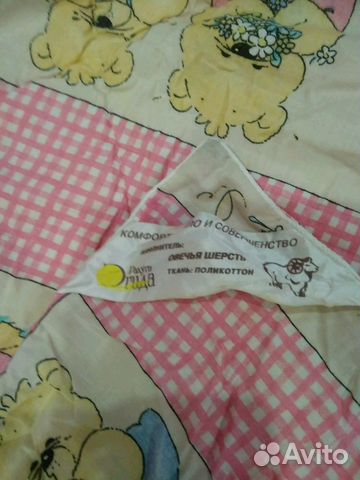 КОМФОРТ
Ю И СОВЕРШЕНСТВО
ОВЕЧЬЯ ШЕРСТЬ
ТКАНЬ: ПОЛИКОТТОН
Avito